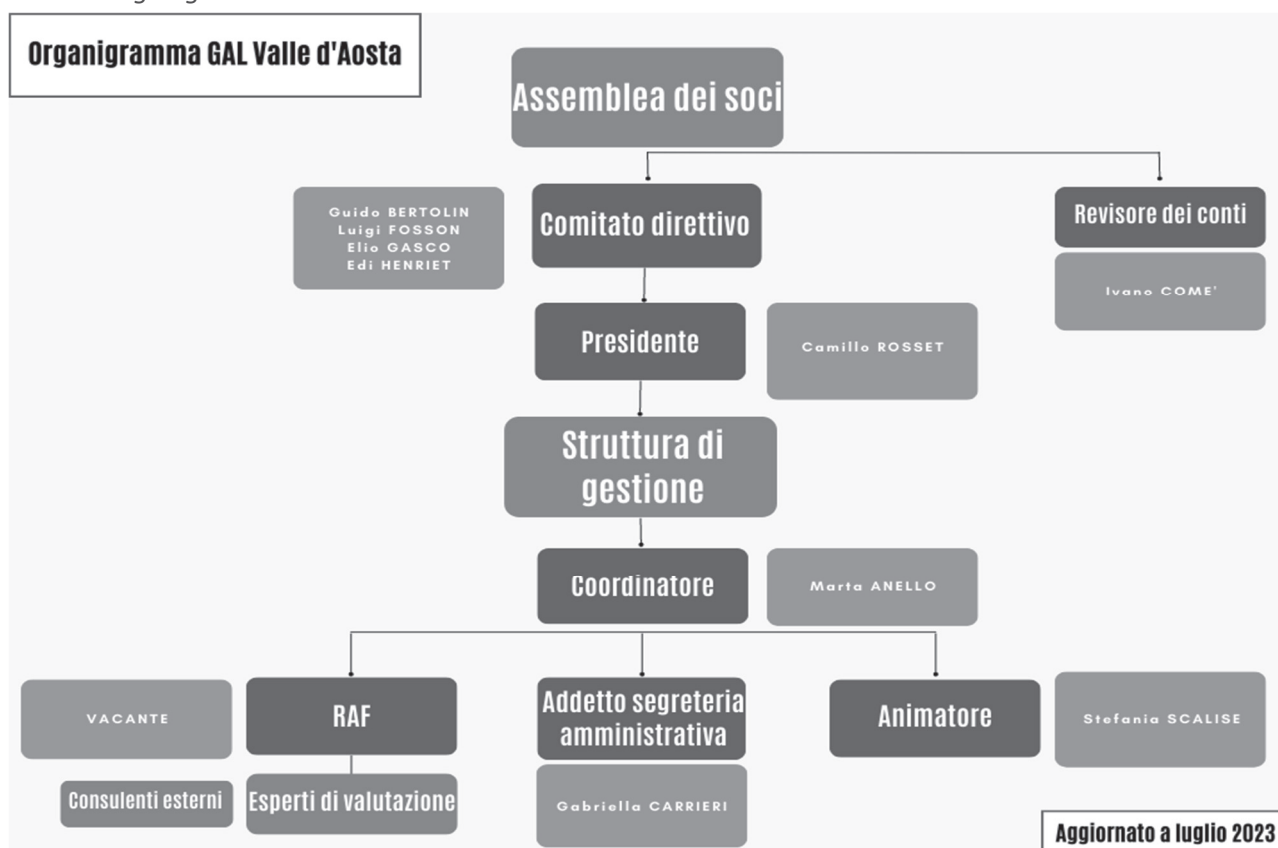 Organigramma GAL Valle d'Aosta
Assemblea dei soci
Guido BERTOLIN
Luigi FOSSON
Elio GASCO
Edi HENRIET
Comitato direttivo
Revisore dei conti
Ivano COME'
Presidente
Camillo ROSSET
Struttura di
gestione
Coordinatore
Marta ANELLO
VACANTE
RAF
Addetto segreteria
amministrativa
Animatore
Stefania SCALISE
Consulenti esterni
Esperti di valutazione
Gabriella CARRIERI
Aggiornato a luglio 2023